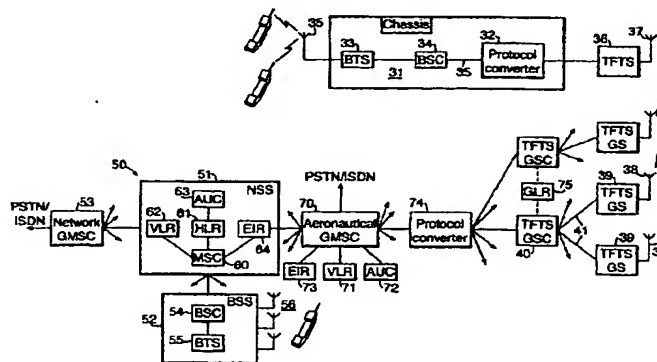 35
Chassis
33
BTS
34
BSC
35
32
Protocol
converter
31
36
TFTS
37
50
51
NSS
63
AUC
62
VLR
61
HLR
EIR
64
MSC
60
PSTN/
ISDN
53
Network
GMSC
PSTN/ISDN
70
Aeronautical
GMSC
EIR
73
VLR
71
AUC
72
74
Protocol
converter
TFTS
GSC
GLR
75
TFTS
GSC
40
TFTS
GS
39
38
TFTS
GS
41
39
TFTS
GS
BSS
56
52
54
BSC
55
BTS